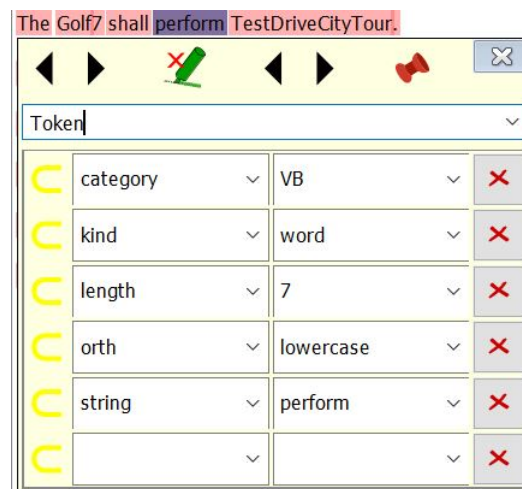 The Golf7 shall perform TestDriveCityTour.
Token
category VB
kind word
length 7
orth lowercase
string perform